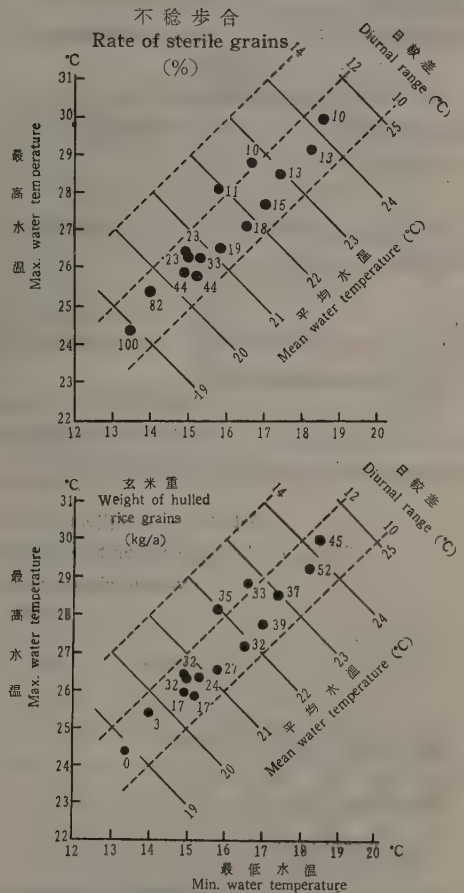 不稔歩合
Rate of sterile grains
(%)
°C
31
30
29
28
27
26
25
24
23
22
12 13 14 15 16 17 18 19 20
最高水温
Max. water temperature
日較差
Diurnal range (°C)
14
12
10
25
24
23
22
21
20
19
平均水温
Mean water temperature (°C)
10
13
10
13
11
15
18
19
23
23
33
44
44
82
100
°C
玄米重
Weight of hulled
rice grains
(kg/a)
31
30
29
28
27
26
25
24
23
22
12 13 14 15 16 17 18 19 20 °C
最高水温
Max. water temperature
日較差
Diurnal range (°C)
14
12
10
25
24
23
22
21
20
19
平均水温
Mean water temperature (°C)
45
52
33
37
35
39
32
27
32
32
24
17
17
3
0
最低水温
Min. water temperature